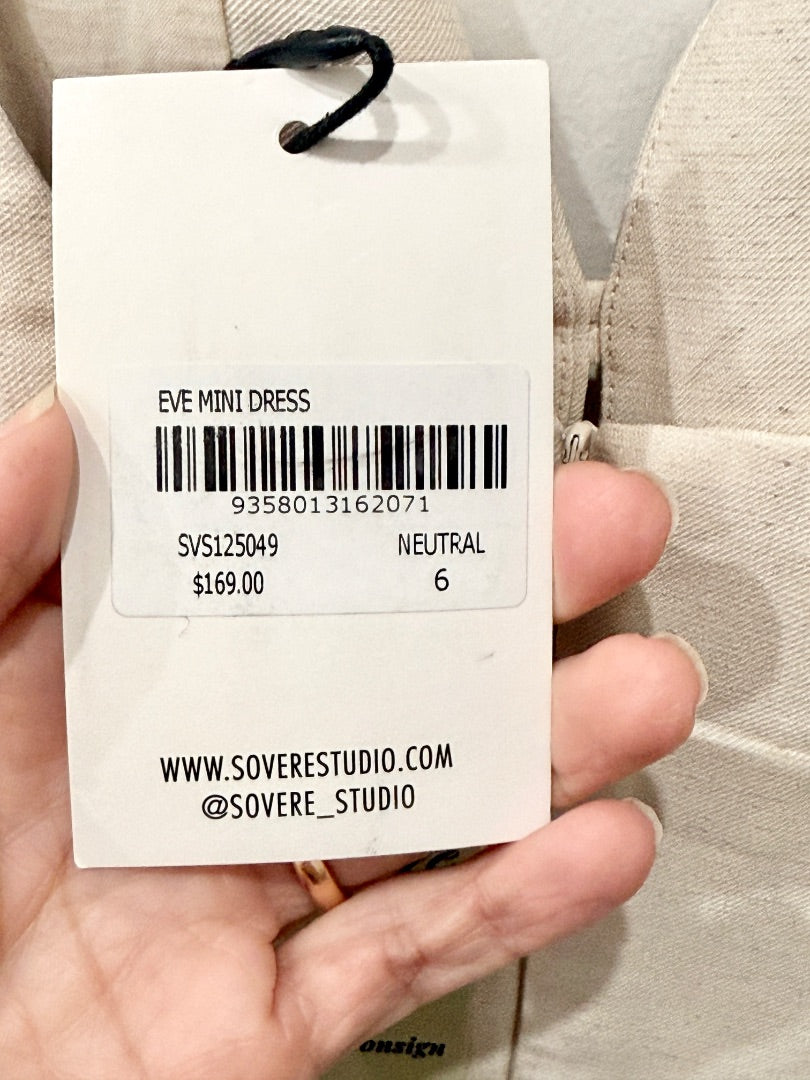 EVE MINI DRESS
9358013162071
SVS125049 NEUTRAL
$169.00 6
WWW.SOVERESTUDIO.COM
@SOVERE_STUDIO